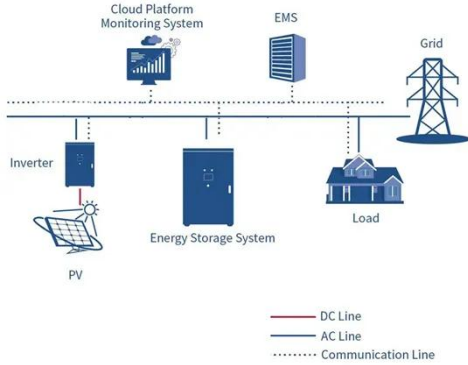 Cloud Platform
Monitoring System
EMS
Grid
Inverter
Energy Storage System
Load
PV
DC Line
AC Line
Communication Line